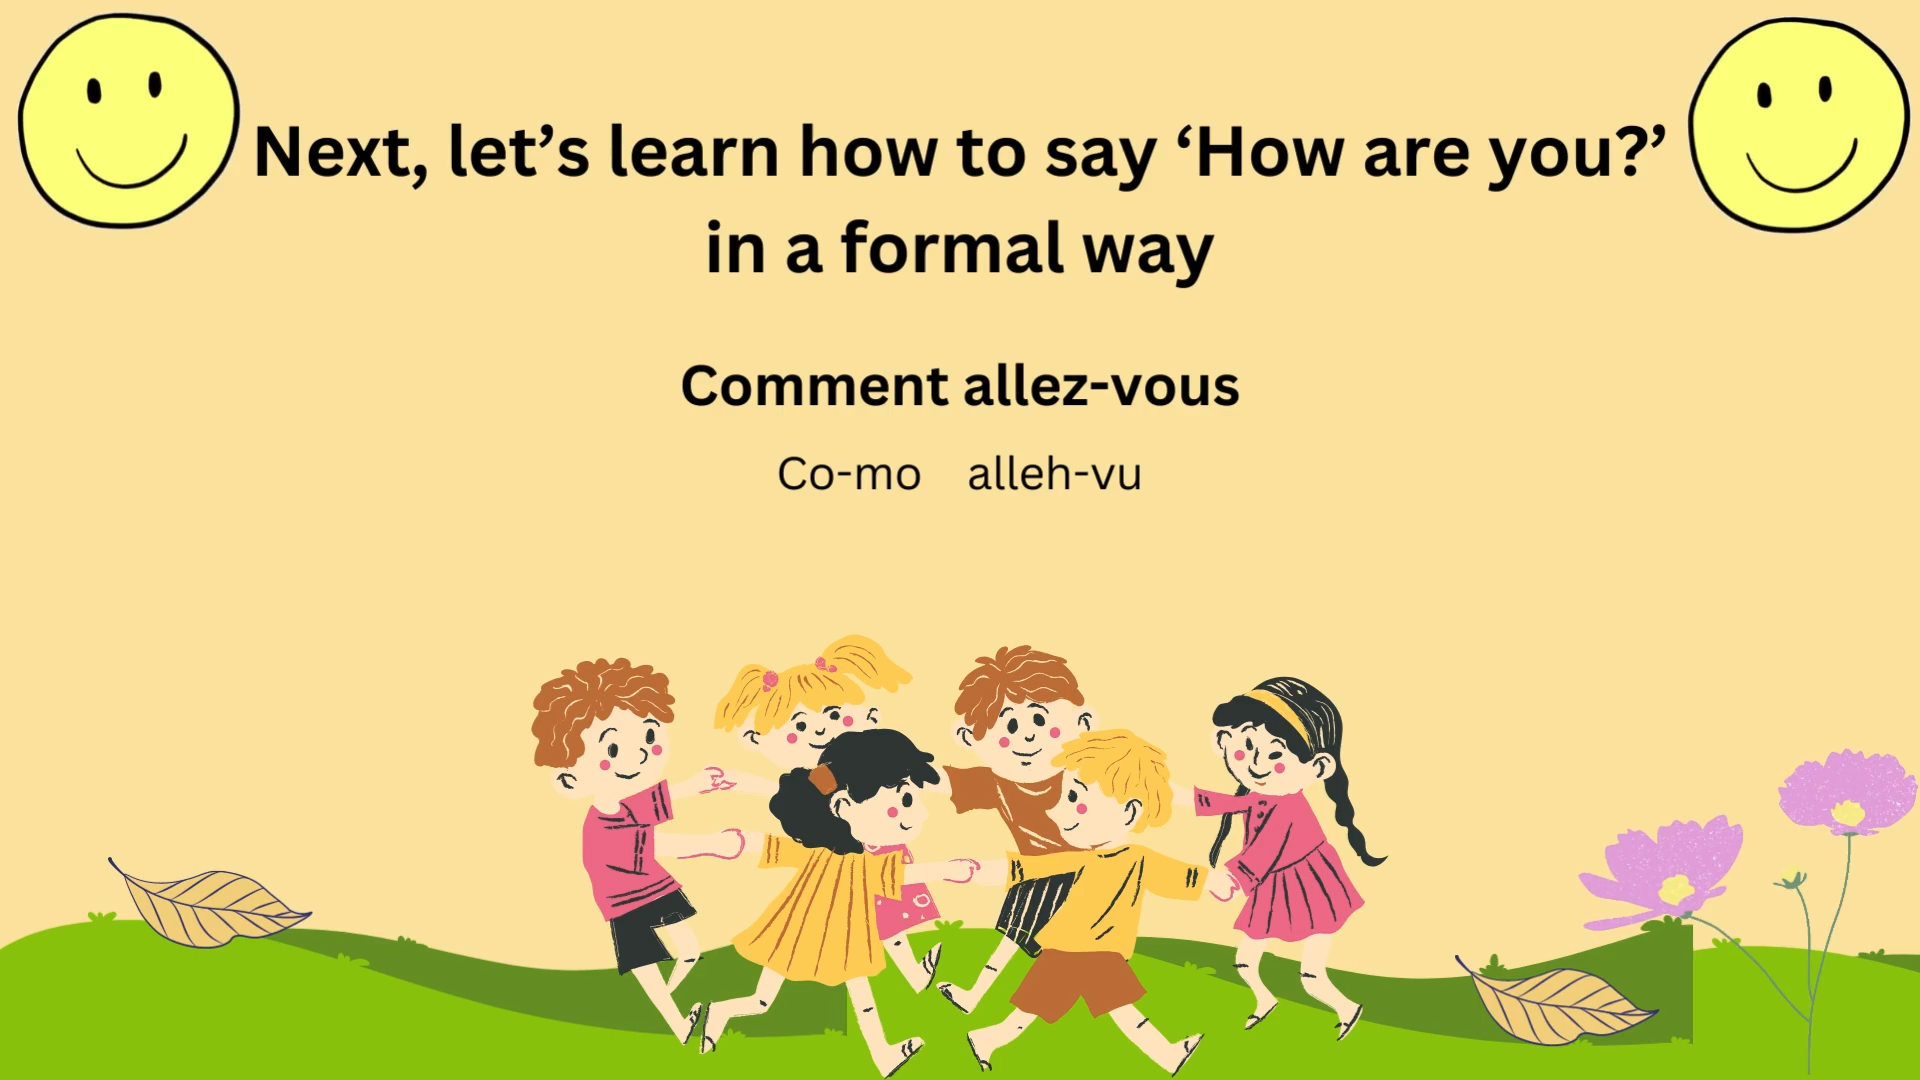 Next, let’s learn how to say ‘How are you?’
in a formal way
Comment allez-vous
Co-mo alleh-vu